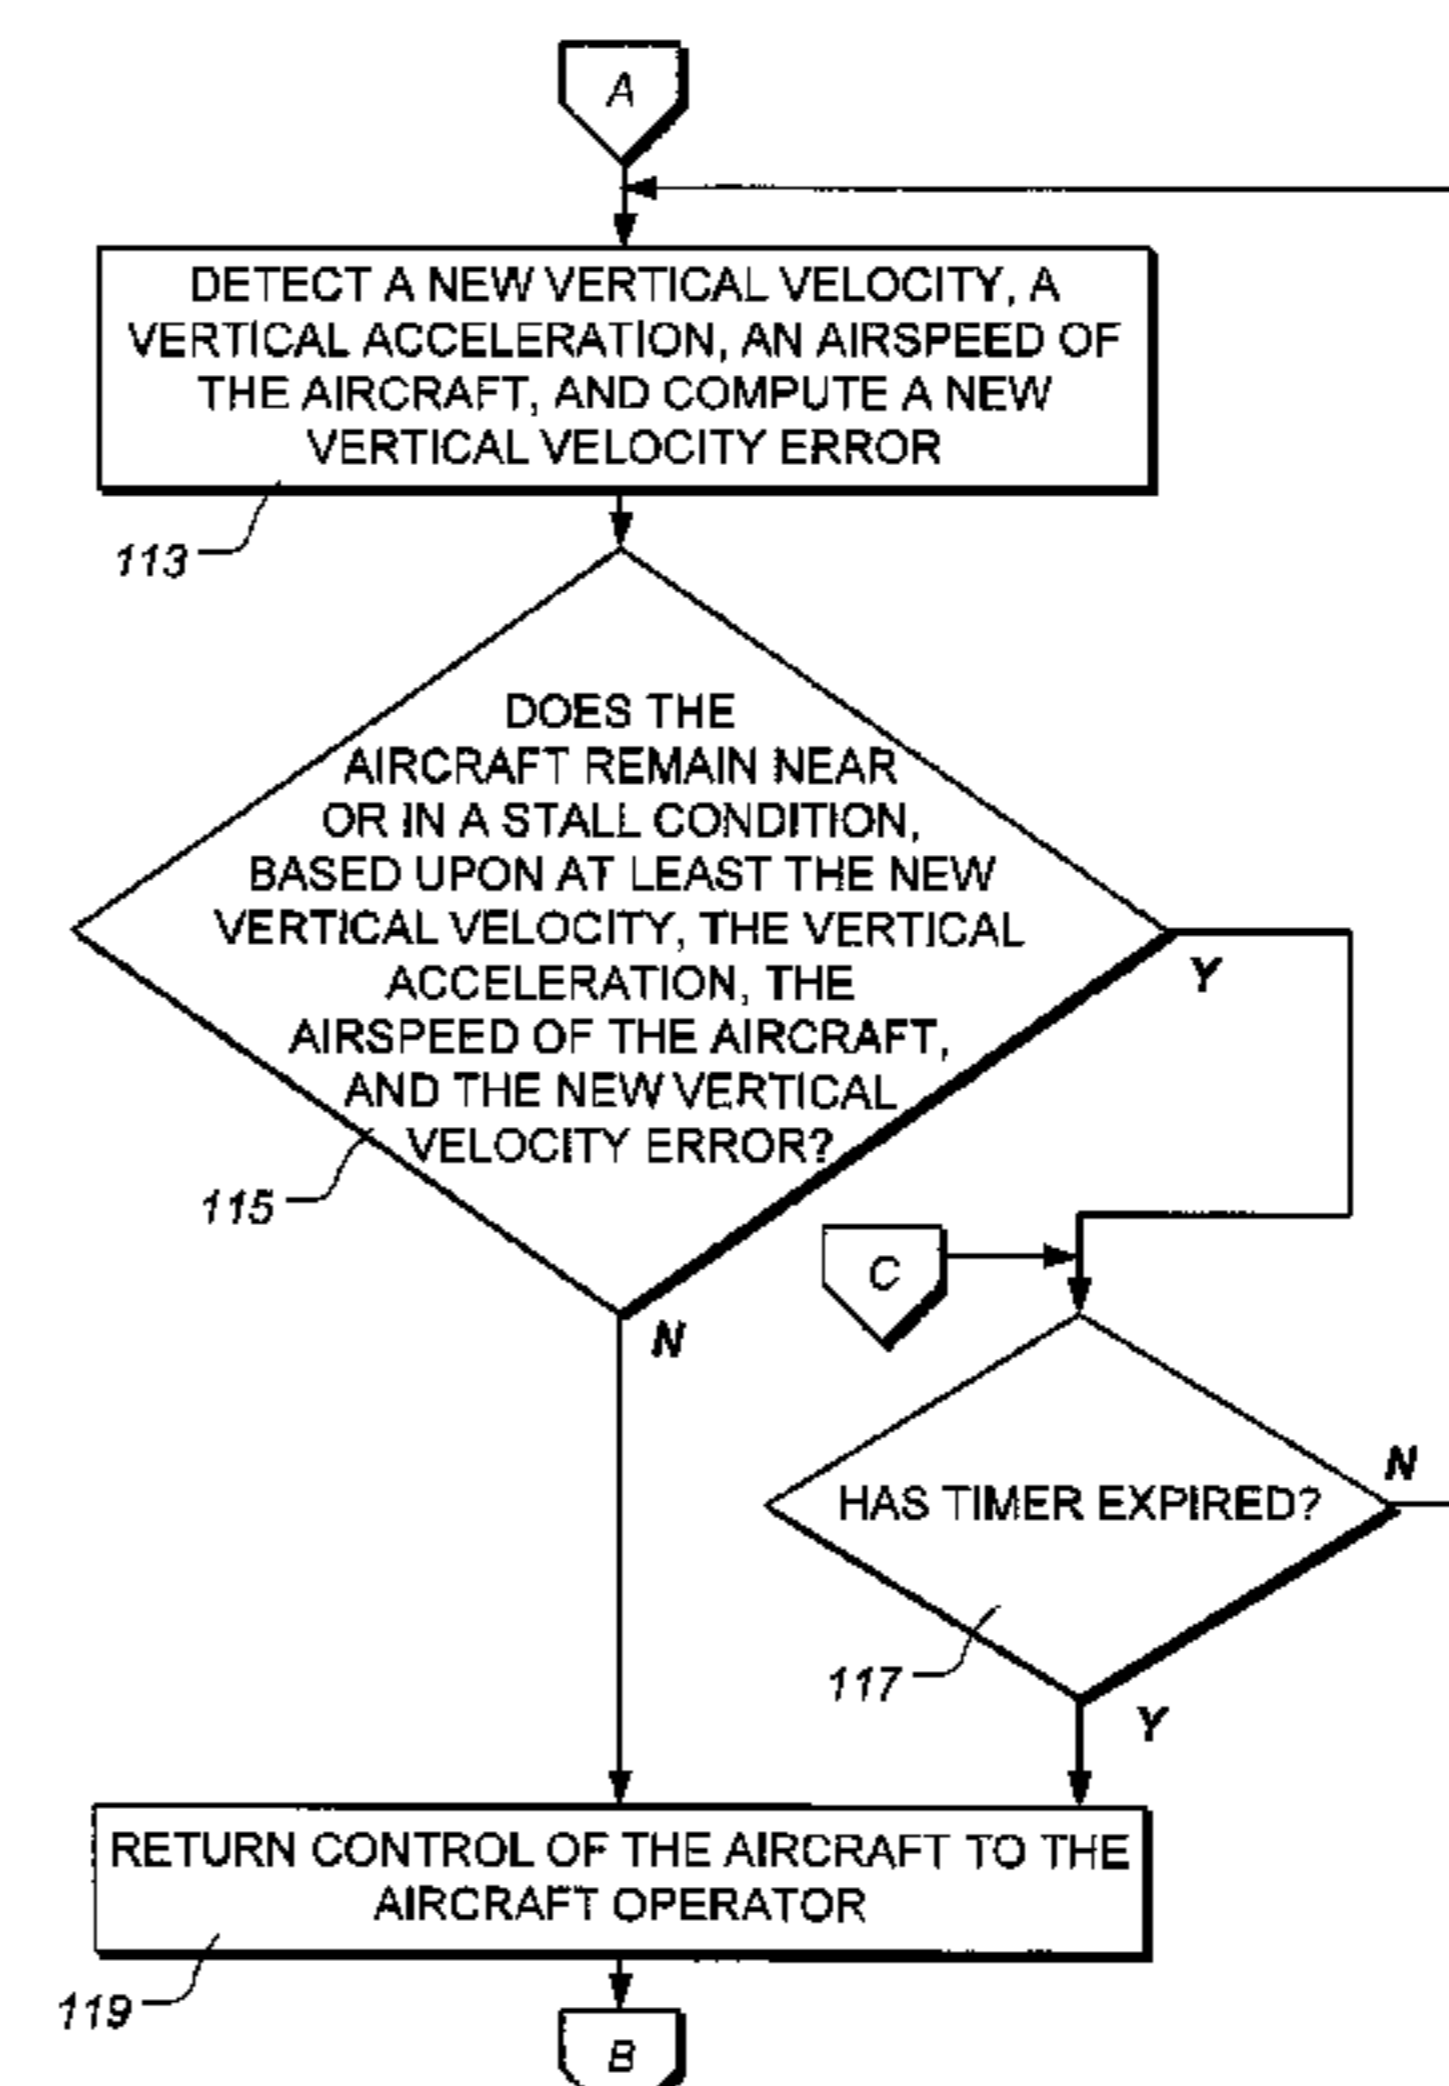 A
DETECT A NEW VERTICAL VELOCITY, A
VERTICAL ACCELERATION, AN AIRSPEED OF
THE AIRCRAFT, AND COMPUTE A NEW
VERTICAL VELOCITY ERROR
113
DOES THE
AIRCRAFT REMAIN NEAR
OR IN A STALL CONDITION,
BASED UPON AT LEAST THE NEW
VERTICAL VELOCITY, THE VERTICAL
ACCELERATION, THE
AIRSPEED OF THE AIRCRAFT,
AND THE NEW VERTICAL
VELOCITY ERROR?
Y
115
C
N
HAS TIMER EXPIRED?
N
117
Y
RETURN CONTROL OF THE AIRCRAFT TO THE
AIRCRAFT OPERATOR
119
B